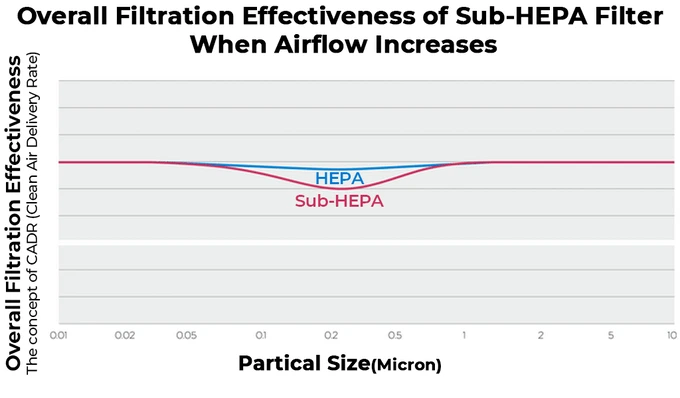 Overall Filtration Effectiveness of Sub-HEPA Filter
When Airflow Increases
Overall Filtration Effectiveness
The concept of CADR (Clean Air Delivery Rate)
HEPA
Sub-HEPA
0.01 0.02 0.05 0.1 0.2 0.5 1 2 5 10
Partical Size(Micron)